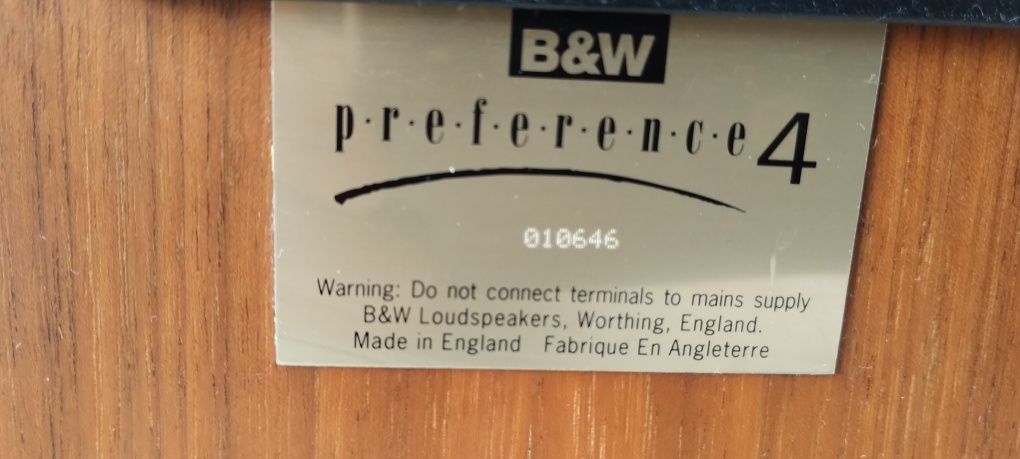 B&W
p·r·e·f·e·r·e·n·c·e 4
010646
Warning: Do not connect terminals to mains supply
B&W Loudspeakers, Worthing, England.
Made in England Fabrique En Angleterre